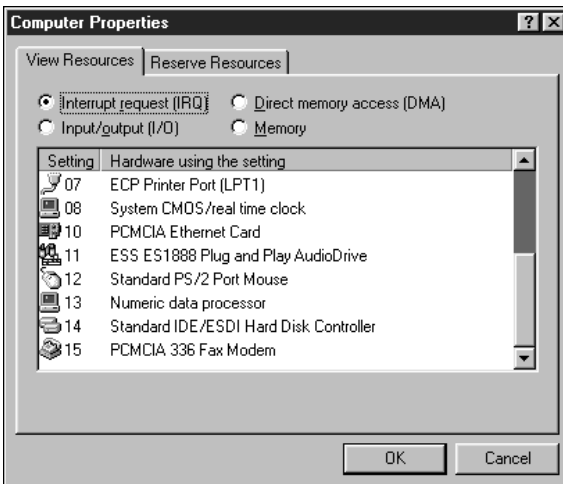 Computer Properties
View Resources Reserve Resources
Interrupt request (IRQ) Direct memory access (DMA)
Input/output (I/O) Memory
Setting Hardware using the setting
07 ECP Printer Port (LPT1)
08 System CMOS/real time clock
10 PCMCIA Ethernet Card
11 ESS ES1888 Plug and Play AudioDrive
12 Standard PS/2 Port Mouse
13 Numeric data processor
14 Standard IDE/ESDI Hard Disk Controller
15 PCMCIA 336 Fax Modem
OK Cancel